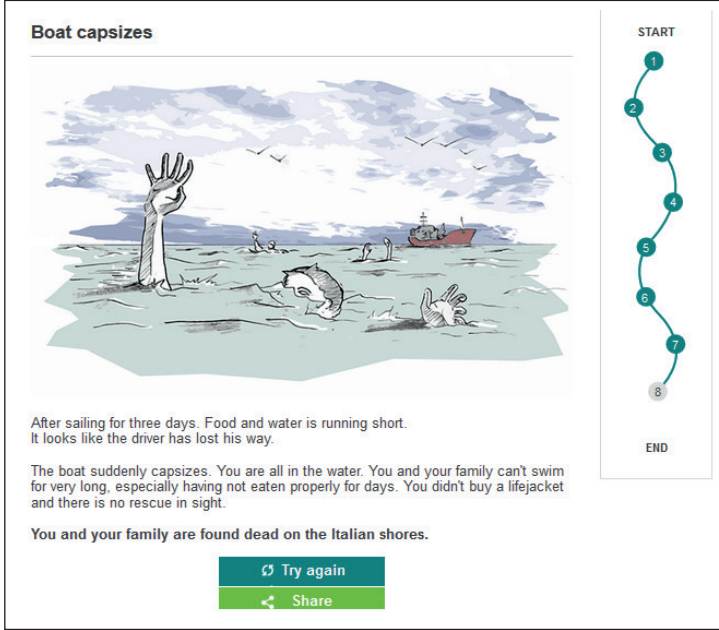 Boat capsizes
After sailing for three days. Food and water is running short.
It looks like the driver has lost his way.
The boat suddenly capsizes. You are all in the water. You and your family can't swim
for very long, especially having not eaten properly for days. You didn't buy a lifejacket
and there is no rescue in sight.
You and your family are found dead on the Italian shores.
Try again
Share
START
1
2
3
4
5
6
7
8
END